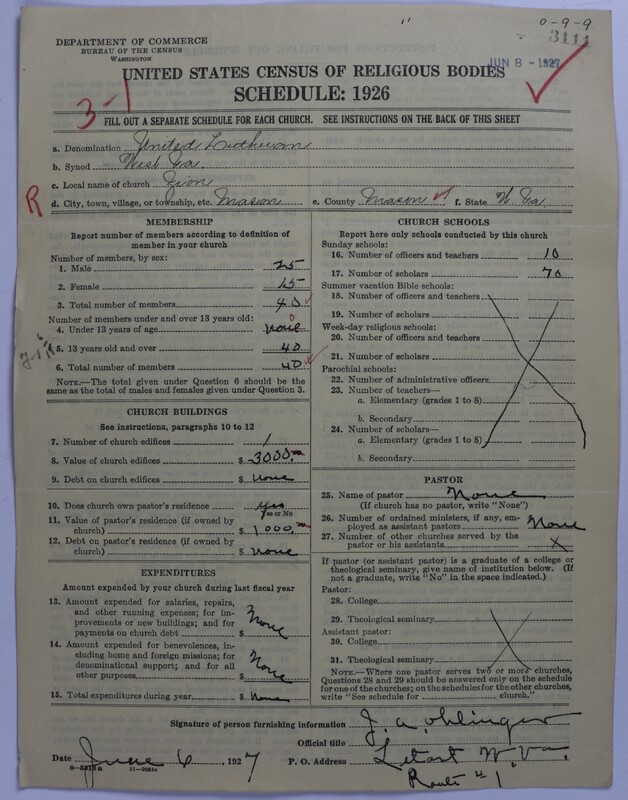 0-9-9
3111
DEPARTMENT OF COMMERCE
BUREAU OF THE CENSUS
WASHINGTON
JUN 8 - 1927
UNITED STATES CENSUS OF RELIGIOUS BODIES
SCHEDULE: 1926
3-1
FILL OUT A SEPARATE SCHEDULE FOR EACH CHURCH. SEE INSTRUCTIONS ON THE BACK OF THIS SHEET
a. Denomination United Lutheran
b. Synod West Va.
c. Local name of church Zion
R
d. City, town, village, or township, etc. Mason e. County Mason f. State W. Va.
MEMBERSHIP
Report number of members according to definition of
member in your church
Number of members, by sex:
1. Male 25
2. Female 15
3. Total number of members 40
Number of members under and over 13 years old:
4. Under 13 years of age none
5. 13 years old and over 40
6. Total number of members 40
NOTE.—The total given under Question 6 should be the
same as the total of males and females given under Question 3.
CHURCH BUILDINGS
See instructions, paragraphs 10 to 12
7. Number of church edifices 1
8. Value of church edifices $ 3000.00
9. Debt on church edifices $ none
10. Does church own pastor's residence yes
Yes or No
11. Value of pastor's residence (if owned by
church) $ 1,000.00
12. Debt on pastor's residence (if owned by
church) $ none
EXPENDITURES
Amount expended by your church during last fiscal year
13. Amount expended for salaries, repairs,
and other running expenses; for im-
provements or new buildings; and for
payments on church debt $ None
14. Amount expended for benevolences, in-
cluding home and foreign missions; for
denominational support; and for all
other purposes $ None
15. Total expenditures during year $ None
CHURCH SCHOOLS
Report here only schools conducted by this church
Sunday schools:
16. Number of officers and teachers 10
17. Number of scholars 70
Summer vacation Bible schools:
18. Number of officers and teachers
19. Number of scholars
Week-day religious schools:
20. Number of officers and teachers
21. Number of scholars
Parochial schools:
22. Number of administrative officers
23. Number of teachers—
a. Elementary (grades 1 to 8)
b. Secondary
24. Number of scholars—
a. Elementary (grades 1 to 8)
b. Secondary
PASTOR
25. Name of pastor None
(If church has no pastor, write "None")
26. Number of ordained ministers, if any, em-
ployed as assistant pastors None
27. Number of other churches served by the
pastor or his assistants X
If pastor (or assistant pastor) is a graduate of a college or
theological seminary, give name of institution below. (If
not a graduate, write "No" in the space indicated.)
Pastor:
28. College
29. Theological seminary
Assistant pastor:
30. College
31. Theological seminary
NOTE.—Where one pastor serves two or more churches,
Questions 28 and 29 should be answered only on the schedule
for one of the churches; on the schedules for the other churches,
write "See schedule for church."
Signature of person furnishing information J. A. Ohlinger
Official title
Date June 6, 1927 P. O. Address Letart W. Va.
Route #1
8—5313a 11—9064a